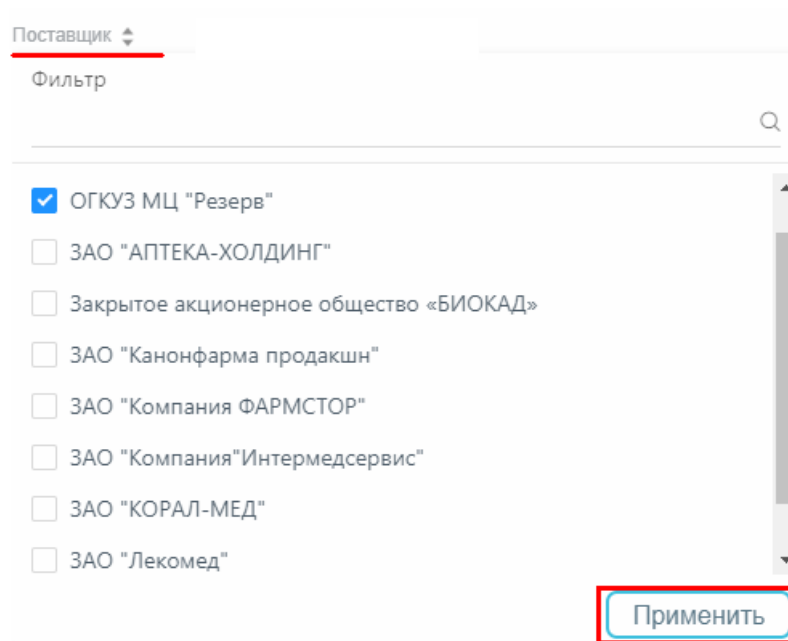 Поставщик
Фильтр
ОГКУЗ МЦ "Резерв"
ЗАО "АПТЕКА-ХОЛДИНГ"
Закрытое акционерное общество «БИОКАД»
ЗАО "Канонфарма продакшн"
ЗАО "Компания ФАРМСТОР"
ЗАО "Компания"Интермедсервис"
ЗАО "КОРАЛ-МЕД"
ЗАО "Лекомед"
Применить